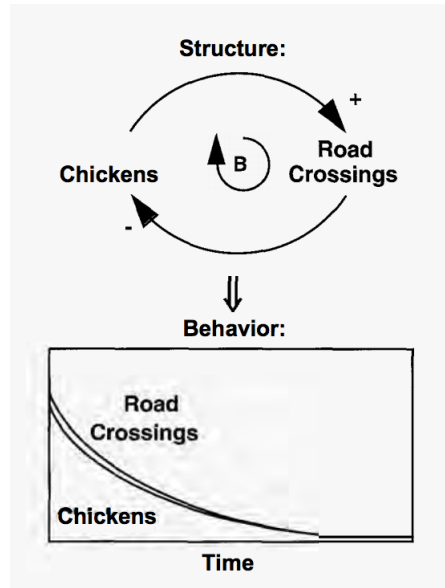 Structure:
+
Chickens
B
Road
Crossings
-
Behavior:
Road
Crossings
Chickens
Time